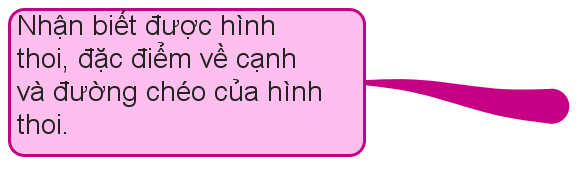 Nhận biết được hình
thoi, đặc điểm về cạnh
và đường chéo của hình
thoi.